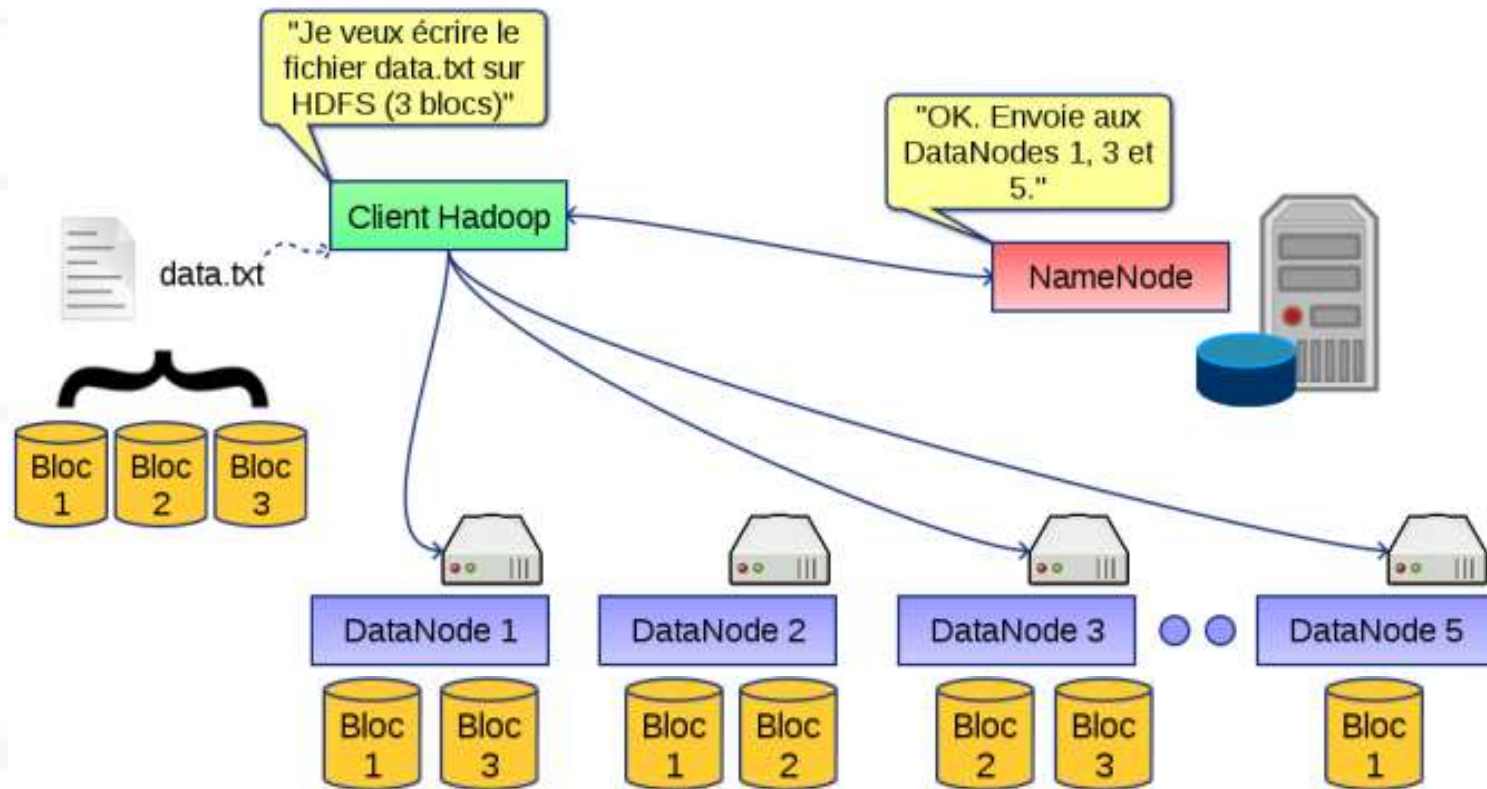 "Je veux écrire le
fichier data.txt sur
HDFS (3 blocs)"
"OK. Envoie aux
DataNodes 1, 3 et
5."
Client Hadoop
NameNode
data.txt
Bloc
1
Bloc
2
Bloc
3
DataNode 1
DataNode 2
DataNode 3
DataNode 5
Bloc
1
Bloc
3
Bloc
1
Bloc
2
Bloc
2
Bloc
3
Bloc
1